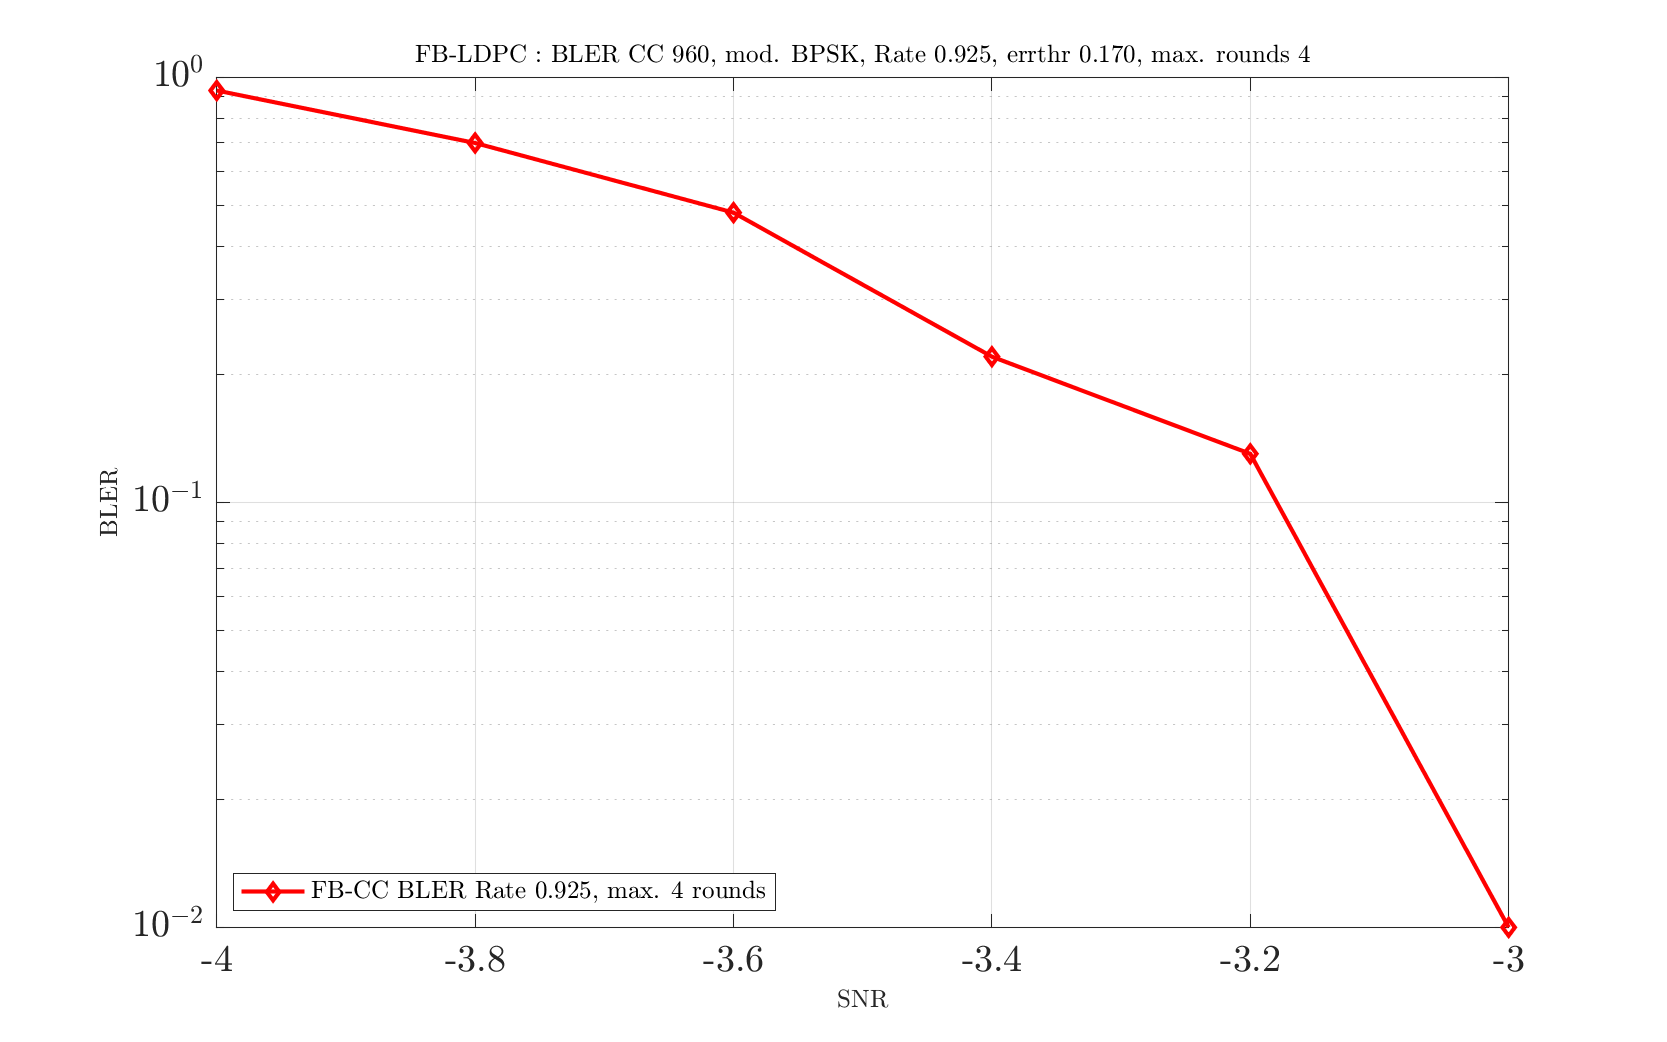 FB-LDPC : BLER CC 960, mod. BPSK, Rate 0.925, errthr 0.170, max. rounds 4
10⁰
10⁻¹
10⁻²
BLER
FB-CC BLER Rate 0.925, max. 4 rounds
-4 -3.8 -3.6 -3.4 -3.2 -3
SNR